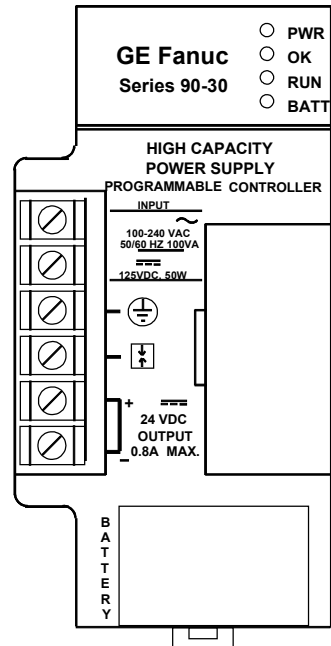 PWR
GE Fanuc OK
Series 90-30 RUN
BATT
HIGH CAPACITY
POWER SUPPLY
PROGRAMMABLE CONTROLLER
INPUT
100-240 VAC
50/60 HZ 100VA
125VDC, 50W
+
24 VDC
OUTPUT
0.8A MAX.
–
BATTERY